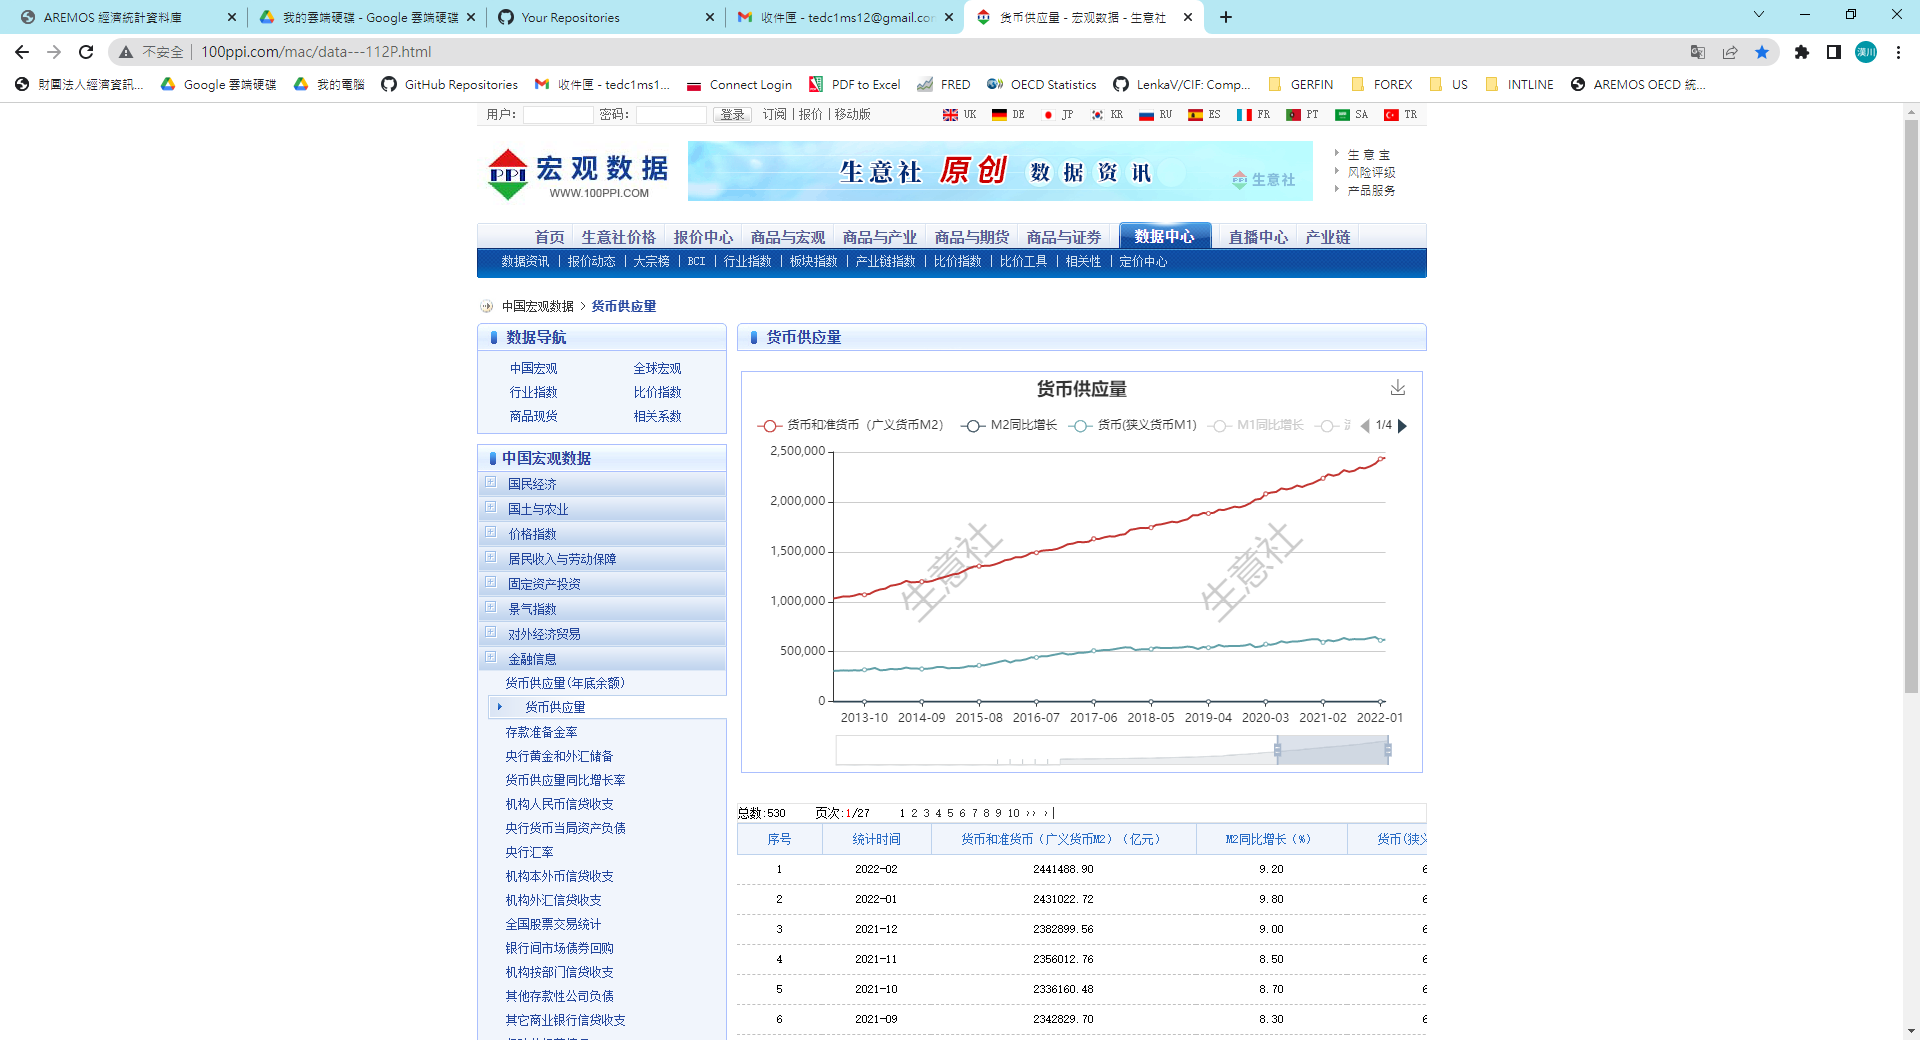 AREMOS 經濟統計資料庫
我的雲端硬碟 - Google 雲端硬碟
Your Repositories
收件匣 - tedc1ms12@gmail.co
货币供应量 - 宏观数据 - 生意社
不安全 | 100ppi.com/mac/data---112P.html
潢川
財團法人經濟資訊...
Google 雲端硬碟
我的電腦
GitHub Repositories
收件匣 - tedc1ms1...
Connect Login
PDF to Excel
FRED
OECD Statistics
LenkaV/CIF: Comp...
GERFIN
FOREX
US
INTLINE
AREMOS OECD 統...
用户: 密码: 登录 订阅 | 报价 | 移动版
UK DE JP KR RU ES FR PT SA TR
PPI 宏观数据
WWW.100PPI.COM
生意社 原创 数据资讯
PPI 生意社
生 意 宝
风险评级
产品服务
首页 生意社价格 报价中心 商品与宏观 商品与产业 商品与期货 商品与证券 数据中心 直播中心 产业链
数据资讯 | 报价动态 | 大宗榜 | BCI | 行业指数 | 板块指数 | 产业链指数 | 比价指数 | 比价工具 | 相关性 | 定价中心
中国宏观数据 > 货币供应量
数据导航
中国宏观 全球宏观
行业指数 比价指数
商品现货 相关系数
中国宏观数据
国民经济
国土与农业
价格指数
居民收入与劳动保障
固定资产投资
景气指数
对外经济贸易
金融信息
货币供应量(年底余额)
货币供应量
存款准备金率
央行黄金和外汇储备
货币供应量同比增长率
机构人民币信贷收支
央行货币当局资产负债
央行汇率
机构本外币信贷收支
机构外汇信贷收支
全国股票交易统计
银行间市场债券回购
机构按部门信贷收支
其他存款性公司负债
其它商业银行信贷收支
货币供应量
货币供应量
货币和准货币（广义货币M2） M2同比增长 货币(狭义货币M1) M1同比增长 1/4
2,500,000
2,000,000
1,500,000
1,000,000
500,000
0
2013-10 2014-09 2015-08 2016-07 2017-06 2018-05 2019-04 2020-03 2021-02 2022-01
生意社
生意社
总数:530 页次:1/27 1 2 3 4 5 6 7 8 9 10 ›› ›|
序号 统计时间 货币和准货币（广义货币M2）（亿元） M2同比增长（%） 货币(狭义
1 2022-02 2441488.90 9.20 6
2 2022-01 2431022.72 9.80 6
3 2021-12 2382899.56 9.00 6
4 2021-11 2356012.76 8.50 6
5 2021-10 2336160.48 8.70 6
6 2021-09 2342829.70 8.30 6